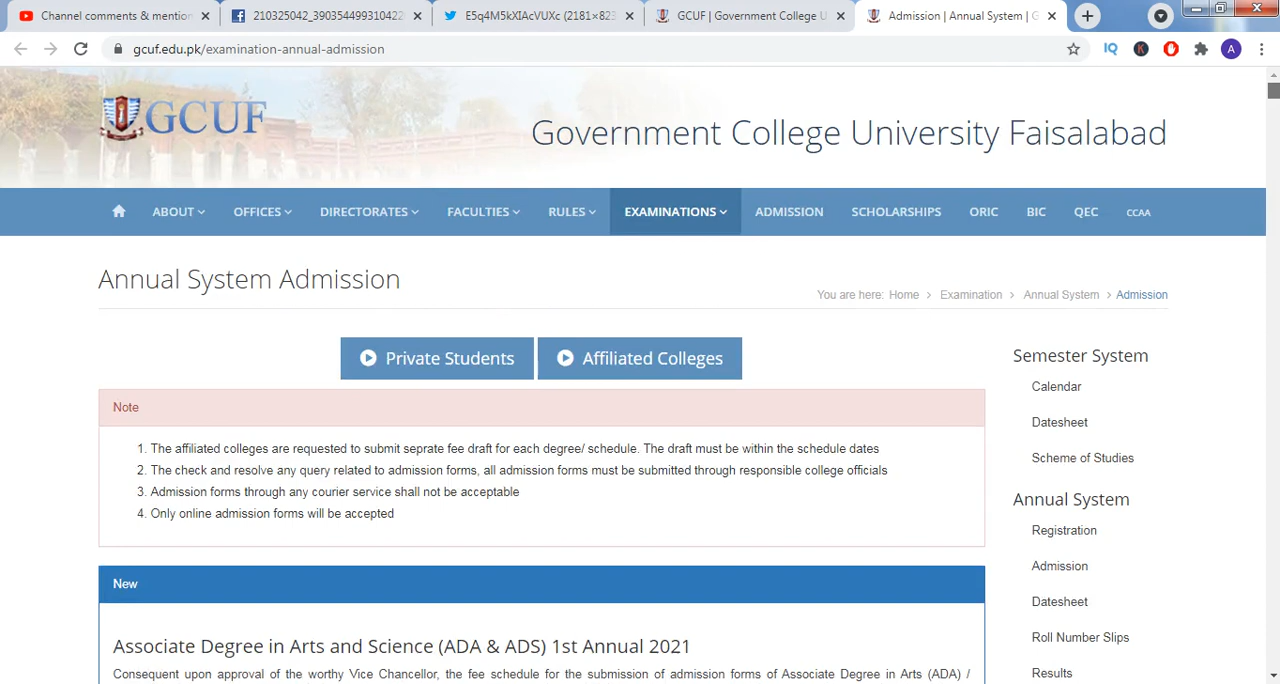 Channel comments & mention
210325042_39035449931042​2
E5q4M5kXIAcVUXc (2181×823
GCUF | Government College U
Admission | Annual System | G
gcuf.edu.pk/examination-annual-admission
IQ
K
A
GCUF
Government College University Faisalabad
ABOUT
OFFICES
DIRECTORATES
FACULTIES
RULES
EXAMINATIONS
ADMISSION
SCHOLARSHIPS
ORIC
BIC
QEC
CCAA
Annual System Admission
You are here: Home > Examination > Annual System > Admission
Private Students
Affiliated Colleges
Note
1. The affiliated colleges are requested to submit seprate fee draft for each degree/ schedule. The draft must be within the schedule dates
2. The check and resolve any query related to admission forms, all admission forms must be submitted through responsible college officials
3. Admission forms through any courier service shall not be acceptable
4. Only online admission forms will be accepted
New
Associate Degree in Arts and Science (ADA & ADS) 1st Annual 2021
Consequent upon approval of the worthy Vice Chancellor, the fee schedule for the submission of admission forms of Associate Degree in Arts (ADA) /
Semester System
Calendar
Datesheet
Scheme of Studies
Annual System
Registration
Admission
Datesheet
Roll Number Slips
Results